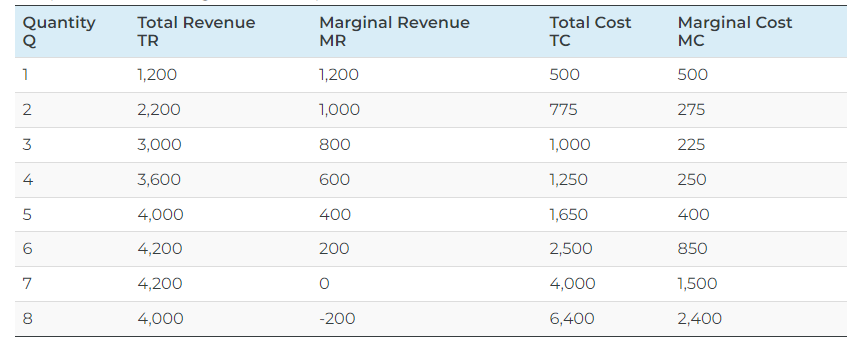 Quantity Total Revenue Marginal Revenue Total Cost Marginal Cost
Q TR MR TC MC
1 1,200 1,200 500 500
2 2,200 1,000 775 275
3 3,000 800 1,000 225
4 3,600 600 1,250 250
5 4,000 400 1,650 400
6 4,200 200 2,500 850
7 4,200 0 4,000 1,500
8 4,000 -200 6,400 2,400